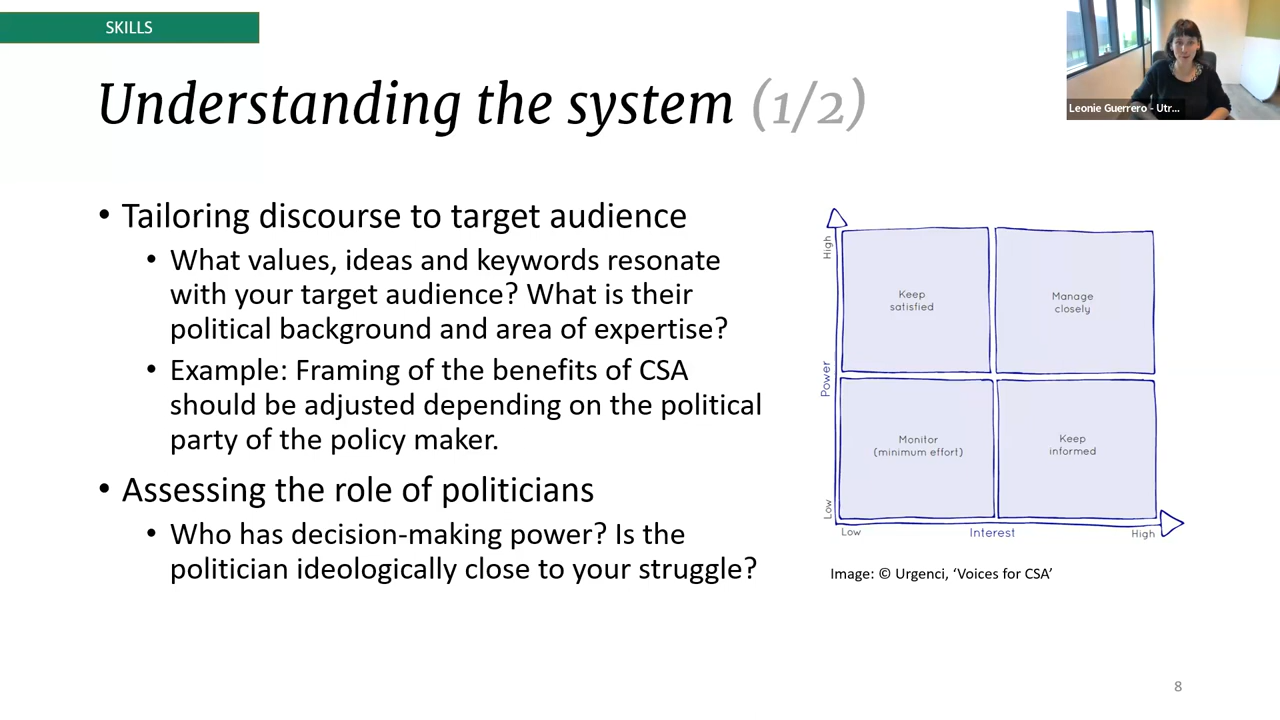 SKILLS
Leonie Guerrero - Utr...
Understanding the system (1/2)
• Tailoring discourse to target audience
• What values, ideas and keywords resonate
with your target audience? What is their
political background and area of expertise?
• Example: Framing of the benefits of CSA
should be adjusted depending on the political
party of the policy maker.
• Assessing the role of politicians
• Who has decision-making power? Is the
politician ideologically close to your struggle?
High
Power
Low
Keep
satisfied
Manage
closely
Monitor
(minimum effort)
Keep
informed
Low
Interest
High
Image: © Urgenci, ‘Voices for CSA’
8